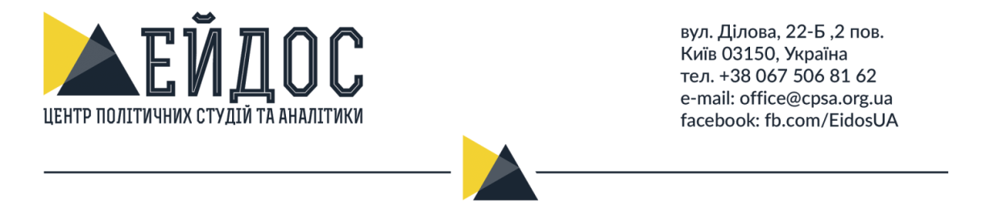 ЕЙДОС
ЦЕНТР ПОЛІТИЧНИХ СТУДІЙ ТА АНАЛІТИКИ
вул. Ділова, 22-Б ,2 пов.
Київ 03150, Україна
тел. +38 067 506 81 62
e-mail: office@cpsa.org.ua
facebook: fb.com/EidosUA